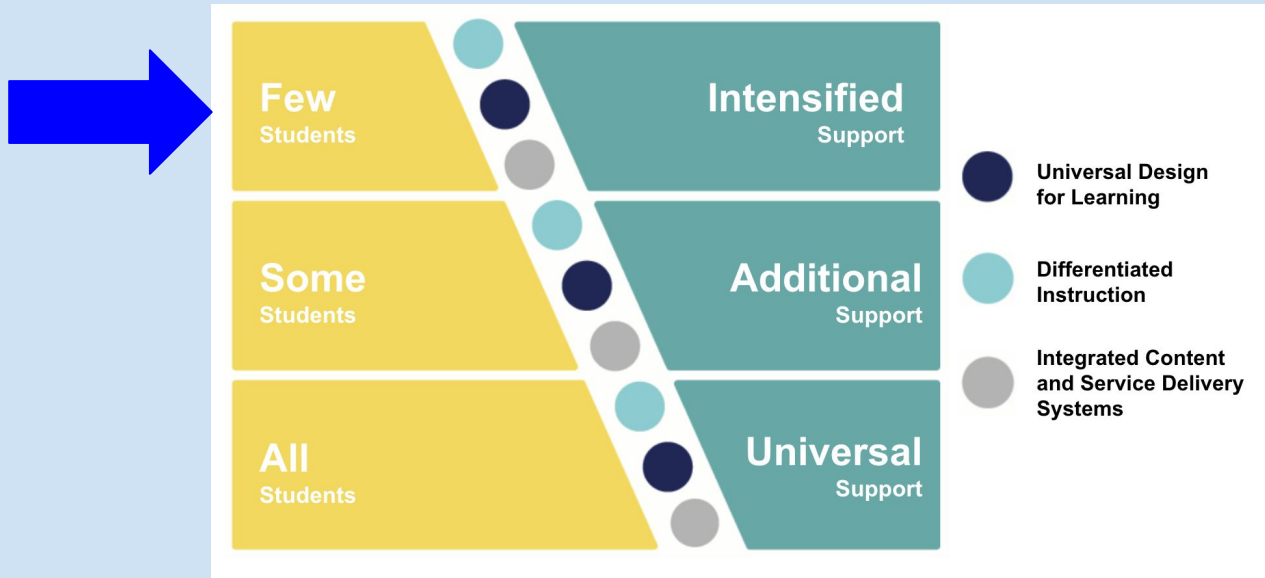 Few
Students
Intensified
Support
Some
Students
Additional
Support
All
Students
Universal
Support
Universal Design
for Learning
Differentiated
Instruction
Integrated Content
and Service Delivery
Systems